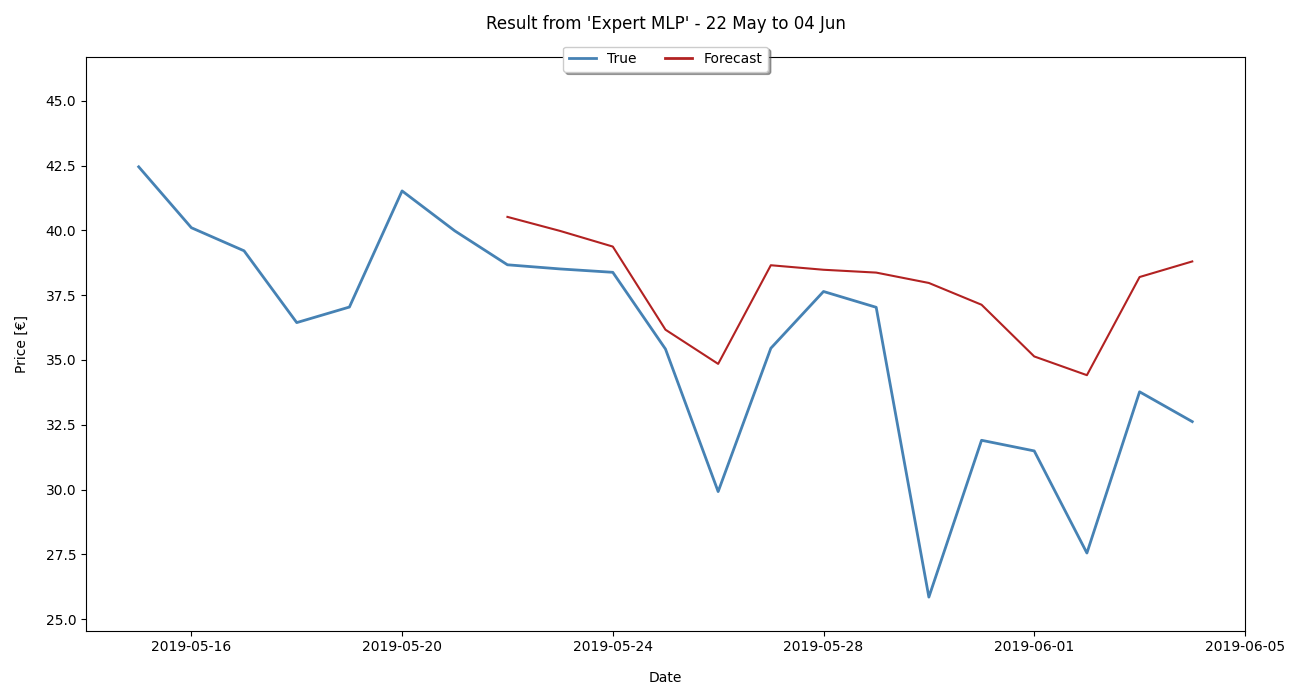 Result from 'Expert MLP' - 22 May to 04 Jun
True Forecast
45.0
42.5
40.0
37.5
35.0
32.5
30.0
27.5
25.0
Price [€]
2019-05-16 2019-05-20 2019-05-24 2019-05-28 2019-06-01 2019-06-05
Date